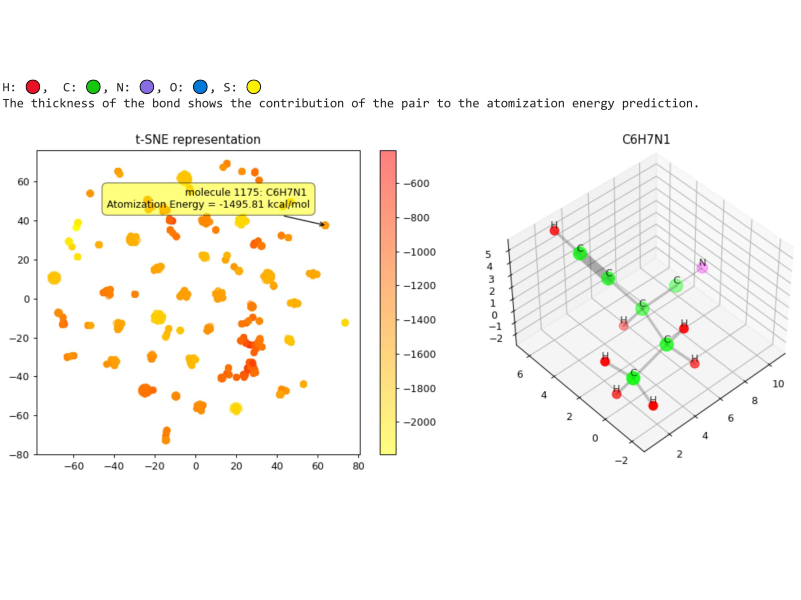 H: , C: , N: , O: , S:
The thickness of the bond shows the contribution of the pair to the atomization energy prediction.
t-SNE representation
C6H7N1
molecule 1175: C6H7N1
Atomization Energy = -1495.81 kcal/mol
60
40
20
0
−20
−40
−60
−80
−60
−40
−20
0
20
40
60
80
−600
−800
−1000
−1200
−1400
−1600
−1800
−2000
H
C
C
N
C
C
H
H
C
H
H
C
H
H
5
4
3
2
1
0
−1
−2
6
4
2
0
−2
2
4
6
8
10